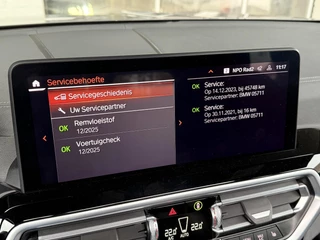 Servicebehoefte
NPO Rad2
11:17
Servicegeschiedenis
Uw Servicepartner
OK Remvloeistof
12/2025
OK Voertuigcheck
12/2025
OK Service:
Op 14.12.2023, bij 45748 km
Servicepartner: BMW 05711
OK Service:
Op 30.11.2021, bij 16 km
Servicepartner: BMW 05711
22.0
A/C
AUTO
22.0